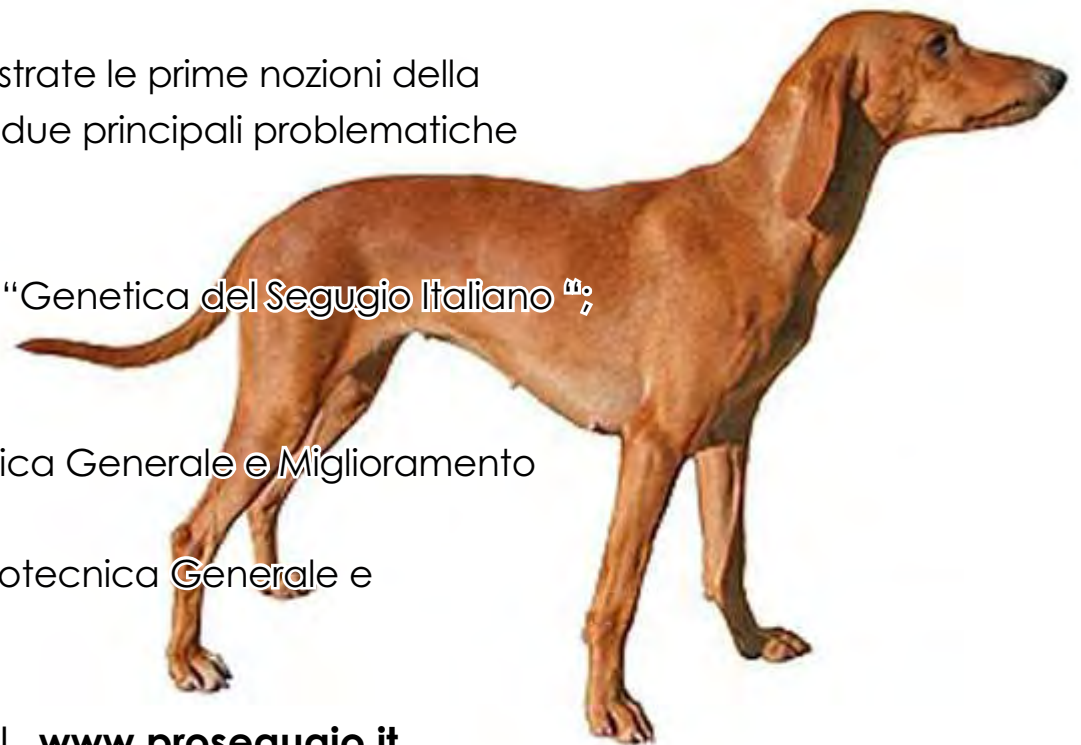 strate le prime nozioni della
due principali problematiche
“Genetica del Segugio Italiano “;
ica Generale e Miglioramento
otecnica Generale e
www.prosegugio.it